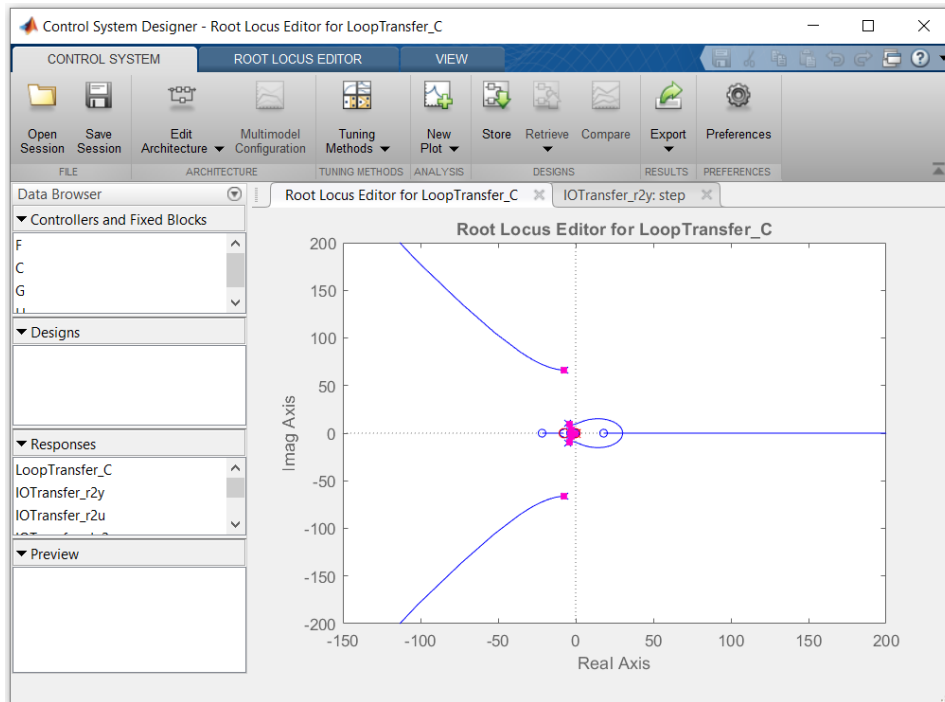 Control System Designer - Root Locus Editor for LoopTransfer_C
CONTROL SYSTEM ROOT LOCUS EDITOR VIEW
Open Session
Save Session
Edit Architecture
Multimodel Configuration
Tuning Methods
New Plot
Store
Retrieve
Compare
Export
Preferences
FILE ARCHITECTURE TUNING METHODS ANALYSIS DESIGNS RESULTS PREFERENCES
Data Browser
Controllers and Fixed Blocks
F
C
G
Designs
Responses
LoopTransfer_C
IOTransfer_r2y
IOTransfer_r2u
Preview
Root Locus Editor for LoopTransfer_C IOTransfer_r2y: step
Root Locus Editor for LoopTransfer_C
200
150
100
50
0
-50
-100
-150
-200
Imag Axis
-150 -100 -50 0 50 100 150 200
Real Axis